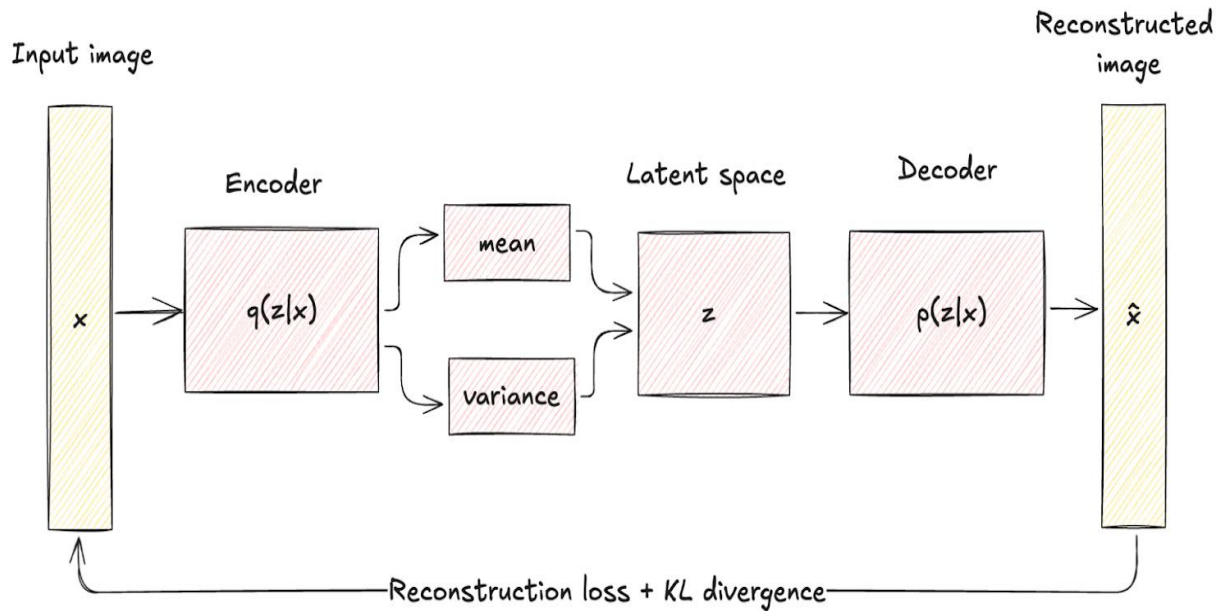 Input image
x
Encoder
q(z|x)
mean
variance
Latent space
z
Decoder
p(z|x)
Reconstructed
image
x̂
Reconstruction loss + KL divergence